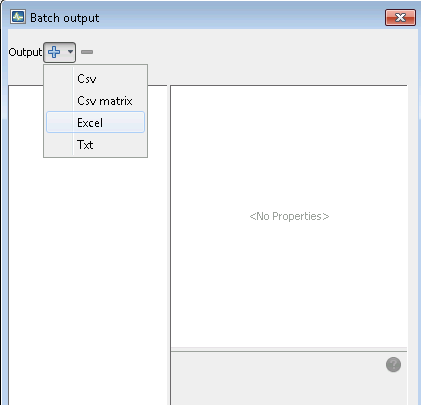 Batch output
Output
Csv
Csv matrix
Excel
Txt
<No Properties>
?